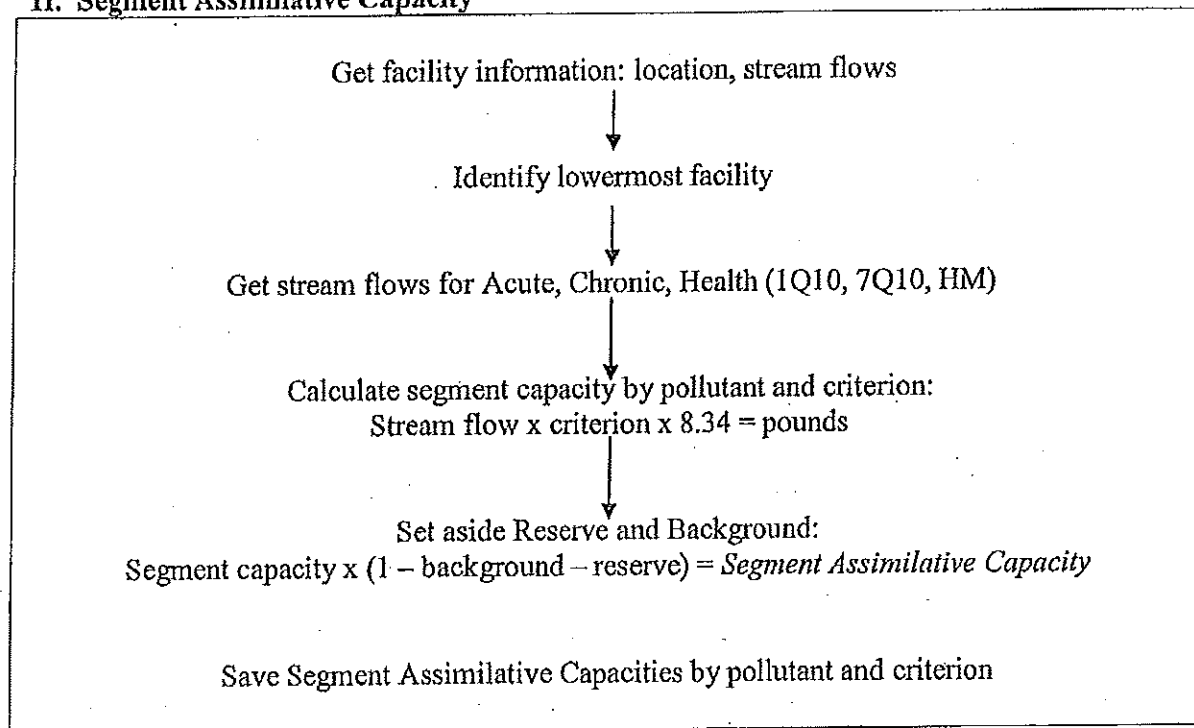 II. Segment Assimilative Capacity
Get facility information: location, stream flows
Identify lowermost facility
Get stream flows for Acute, Chronic, Health (1Q10, 7Q10, HM)
Calculate segment capacity by pollutant and criterion:
Stream flow x criterion x 8.34 = pounds
Set aside Reserve and Background:
Segment capacity x (1 – background – reserve) = Segment Assimilative Capacity
Save Segment Assimilative Capacities by pollutant and criterion